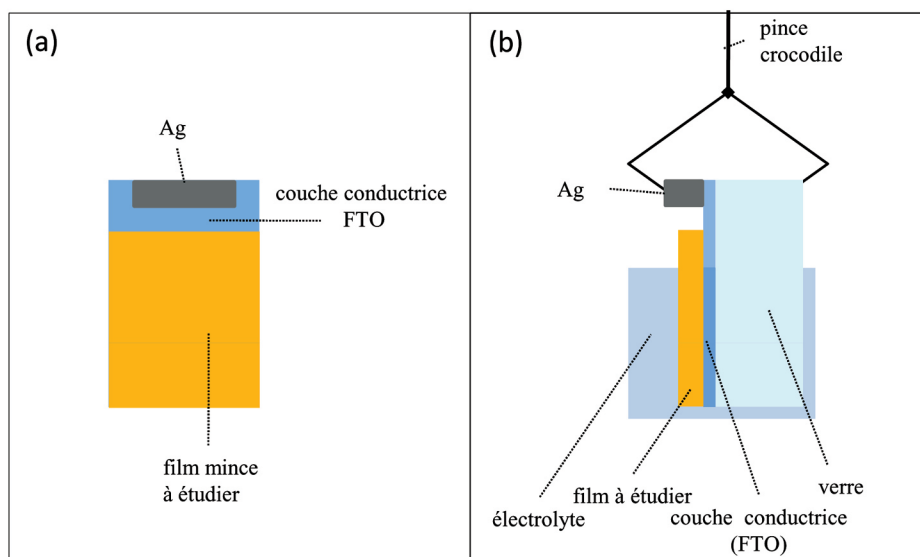 (a)
Ag
couche conductrice
FTO
film mince
à étudier
(b)
pince
crocodile
Ag
électrolyte
film à étudier
couche conductrice
(FTO)
verre